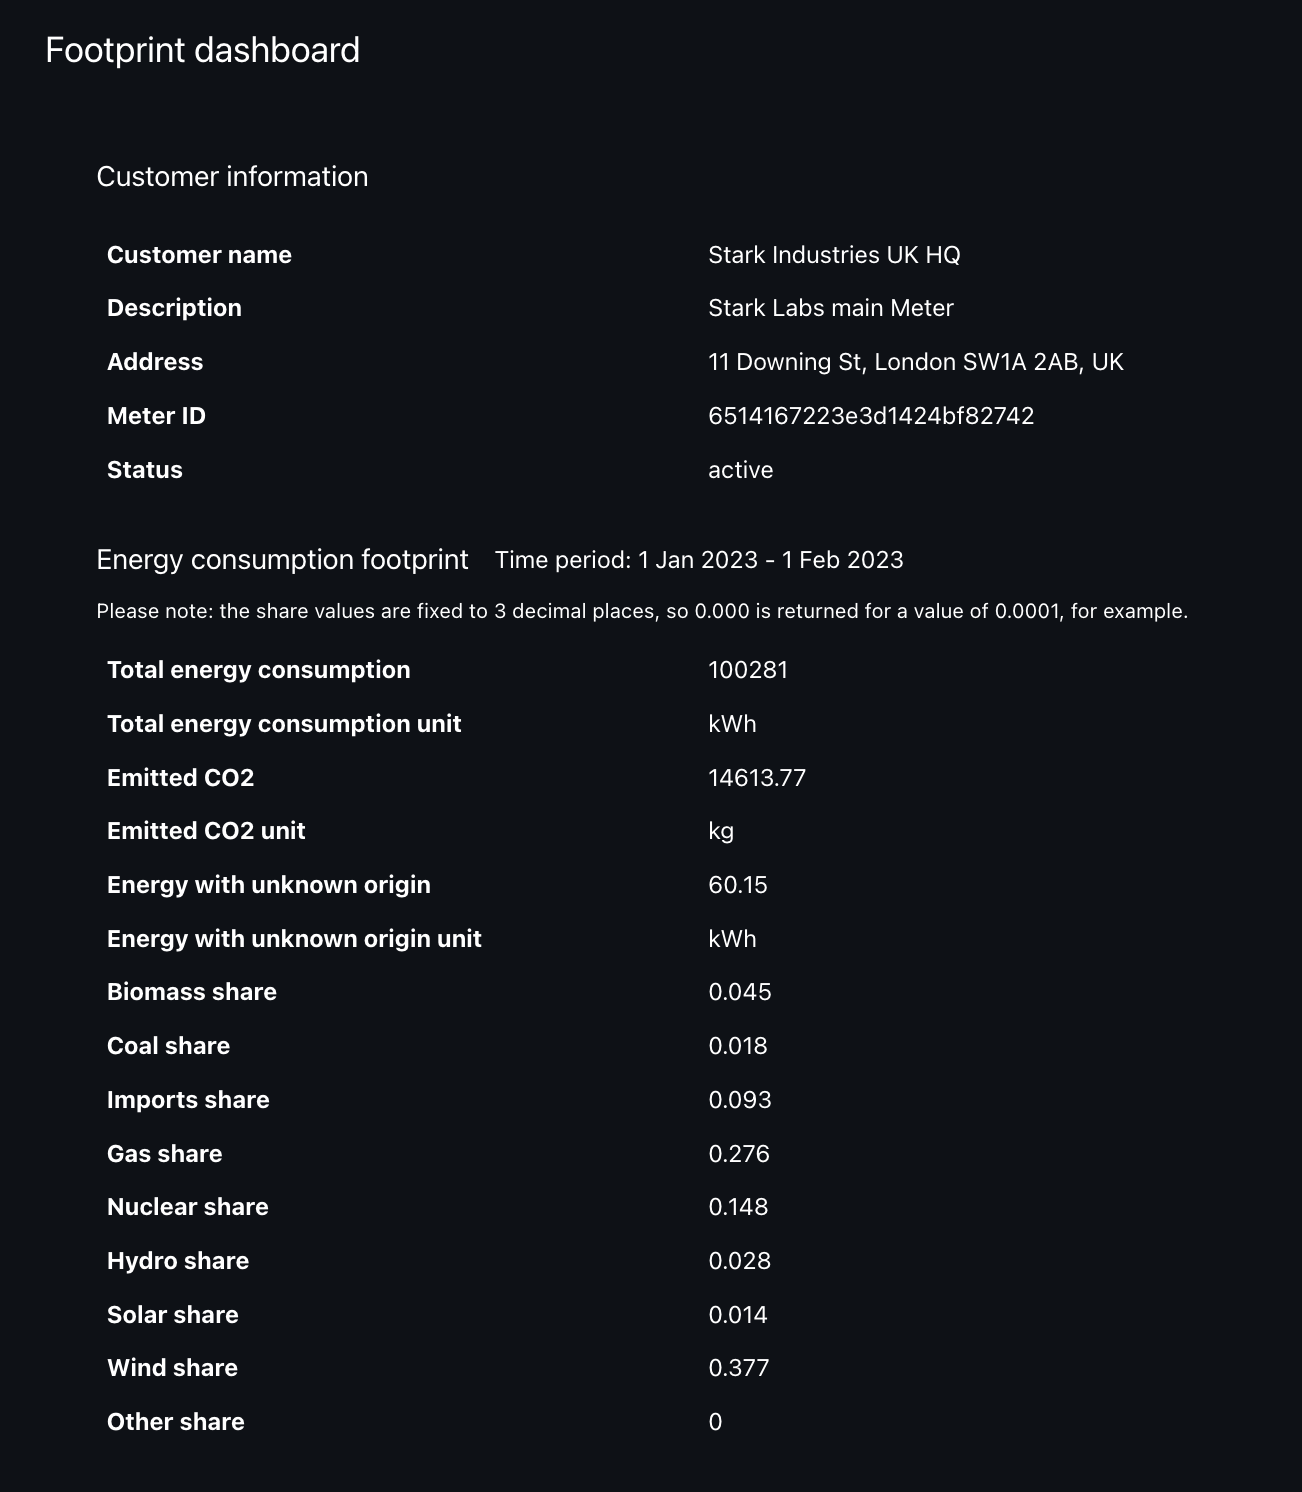 Footprint dashboard
Customer information
Customer name Stark Industries UK HQ
Description Stark Labs main Meter
Address 11 Downing St, London SW1A 2AB, UK
Meter ID 6514167223e3d1424bf82742
Status active
Energy consumption footprint Time period: 1 Jan 2023 - 1 Feb 2023
Please note: the share values are fixed to 3 decimal places, so 0.000 is returned for a value of 0.0001, for example.
Total energy consumption 100281
Total energy consumption unit kWh
Emitted CO2 14613.77
Emitted CO2 unit kg
Energy with unknown origin 60.15
Energy with unknown origin unit kWh
Biomass share 0.045
Coal share 0.018
Imports share 0.093
Gas share 0.276
Nuclear share 0.148
Hydro share 0.028
Solar share 0.014
Wind share 0.377
Other share 0